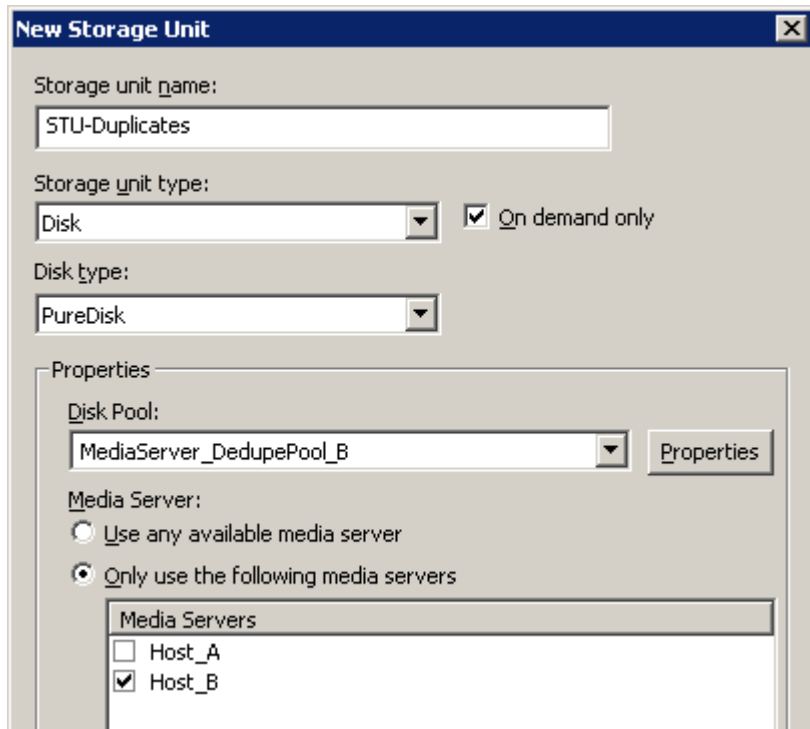 New Storage Unit
Storage unit name:
STU-Duplicates
Storage unit type:
Disk
On demand only
Disk type:
PureDisk
Properties
Disk Pool:
MediaServer_DedupePool_B
Properties
Media Server:
Use any available media server
Only use the following media servers
Media Servers
Host_A
Host_B